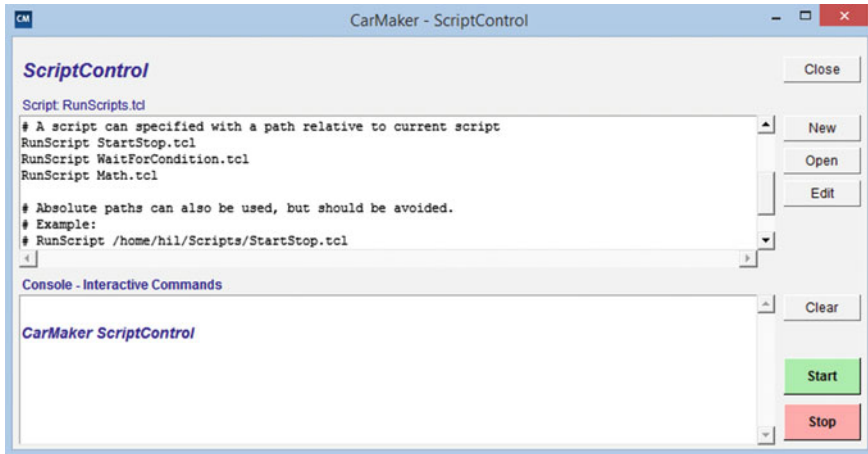 CM
CarMaker - ScriptControl
ScriptControl
Close
Script: RunScripts.tcl
# A script can specified with a path relative to current script
RunScript StartStop.tcl
RunScript WaitForCondition.tcl
RunScript Math.tcl
# Absolute paths can also be used, but should be avoided.
# Example:
# RunScript /home/hil/Scripts/StartStop.tcl
New
Open
Edit
Console - Interactive Commands
CarMaker ScriptControl
Clear
Start
Stop